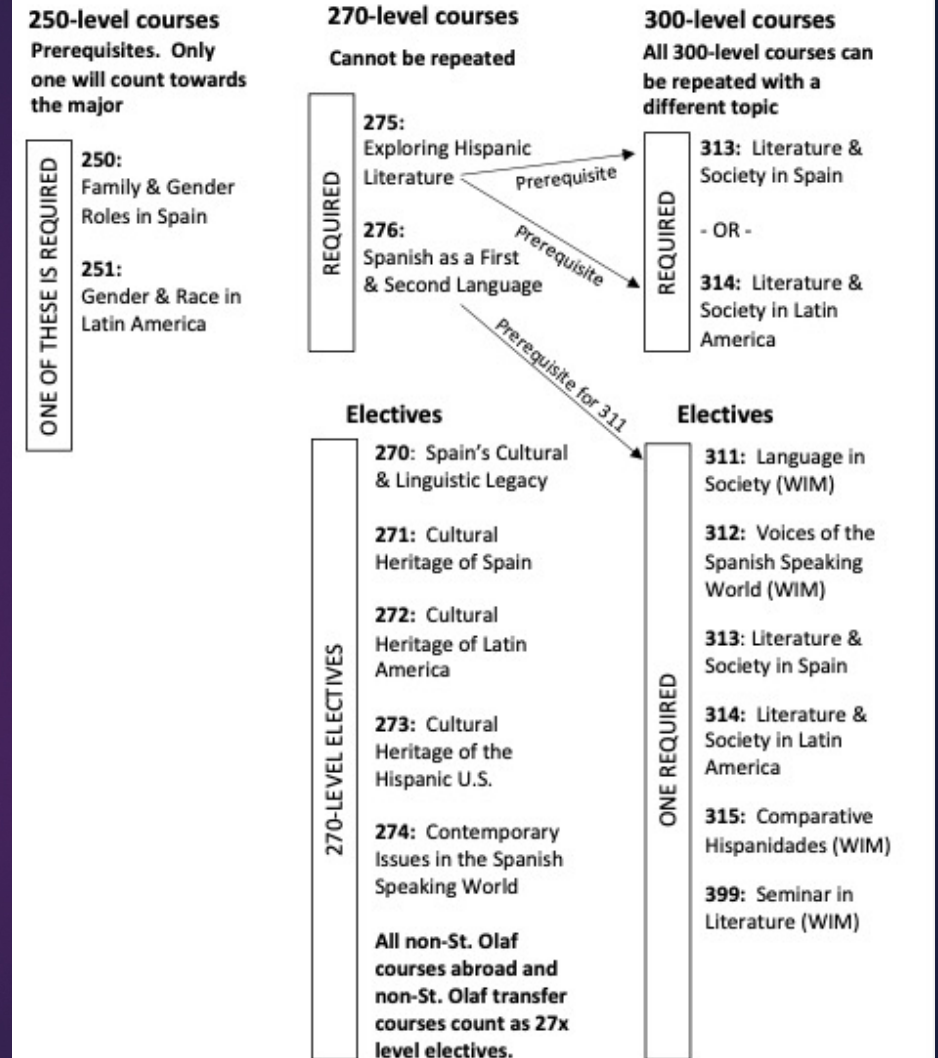 250-level courses
Prerequisites. Only
one will count towards
the major
ONE OF THESE IS REQUIRED
250:
Family & Gender
Roles in Spain
251:
Gender & Race in
Latin America
270-level courses
Cannot be repeated
REQUIRED
275:
Exploring Hispanic
Literature
276:
Spanish as a First
& Second Language
Prerequisite
Prerequisite
Prerequisite for 311
Electives
270-LEVEL ELECTIVES
270: Spain's Cultural
& Linguistic Legacy
271: Cultural
Heritage of Spain
272: Cultural
Heritage of Latin
America
273: Cultural
Heritage of the
Hispanic U.S.
274: Contemporary
Issues in the Spanish
Speaking World
All non-St. Olaf
courses abroad and
non-St. Olaf transfer
courses count as 27x
level electives.
300-level courses
All 300-level courses can
be repeated with a
different topic
REQUIRED
313: Literature &
Society in Spain
- OR -
314: Literature &
Society in Latin
America
Electives
ONE REQUIRED
311: Language in
Society (WIM)
312: Voices of the
Spanish Speaking
World (WIM)
313: Literature &
Society in Spain
314: Literature &
Society in Latin
America
315: Comparative
Hispanidades (WIM)
399: Seminar in
Literature (WIM)